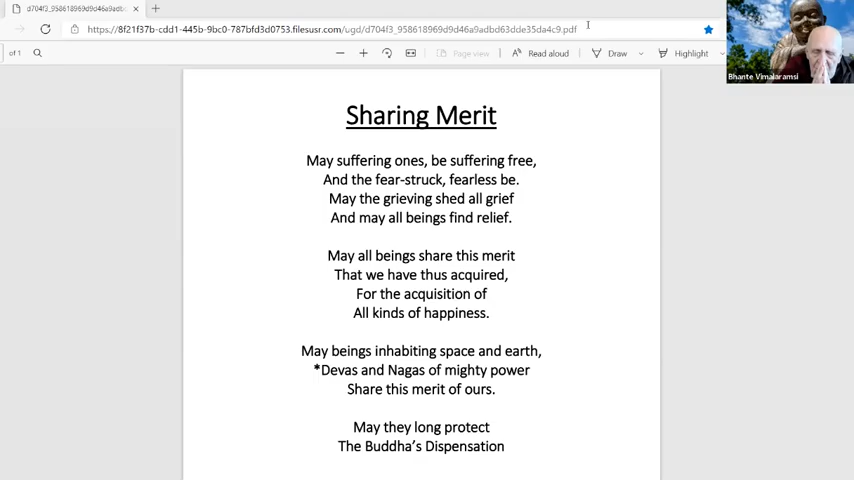 d704f3_958618969d9d46a9adb
https://8f21f37b-cdd1-445b-9bc0-787bfd3d0753.filesusr.com/ugd/d704f3_958618969d9d46a9adbd63dde35da4c9.pdf
of 1
Page view
Read aloud
Draw
Highlight
Bhante Vimalaramsi
Sharing Merit
May suffering ones, be suffering free,
And the fear-struck, fearless be.
May the grieving shed all grief
And may all beings find relief.
May all beings share this merit
That we have thus acquired,
For the acquisition of
All kinds of happiness.
May beings inhabiting space and earth,
*Devas and Nagas of mighty power
Share this merit of ours.
May they long protect
The Buddha's Dispensation